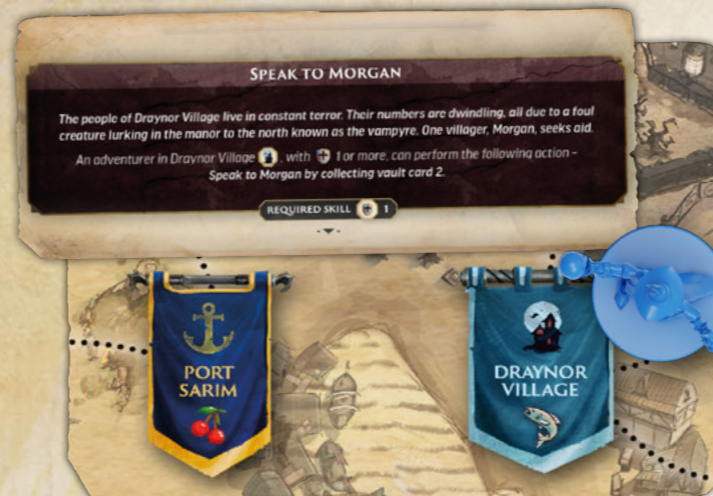 SPEAK TO MORGAN
The people of Draynor Village live in constant terror. Their numbers are dwindling, all due to a foul
creature lurking in the manor to the north known as the vampyre. One villager, Morgan, seeks aid.
An adventurer in Draynor Village , with 1 or more, can perform the following action –
Speak to Morgan by collecting vault card 2.
REQUIRED SKILL 1
PORT
SARIM
DRAYNOR
VILLAGE